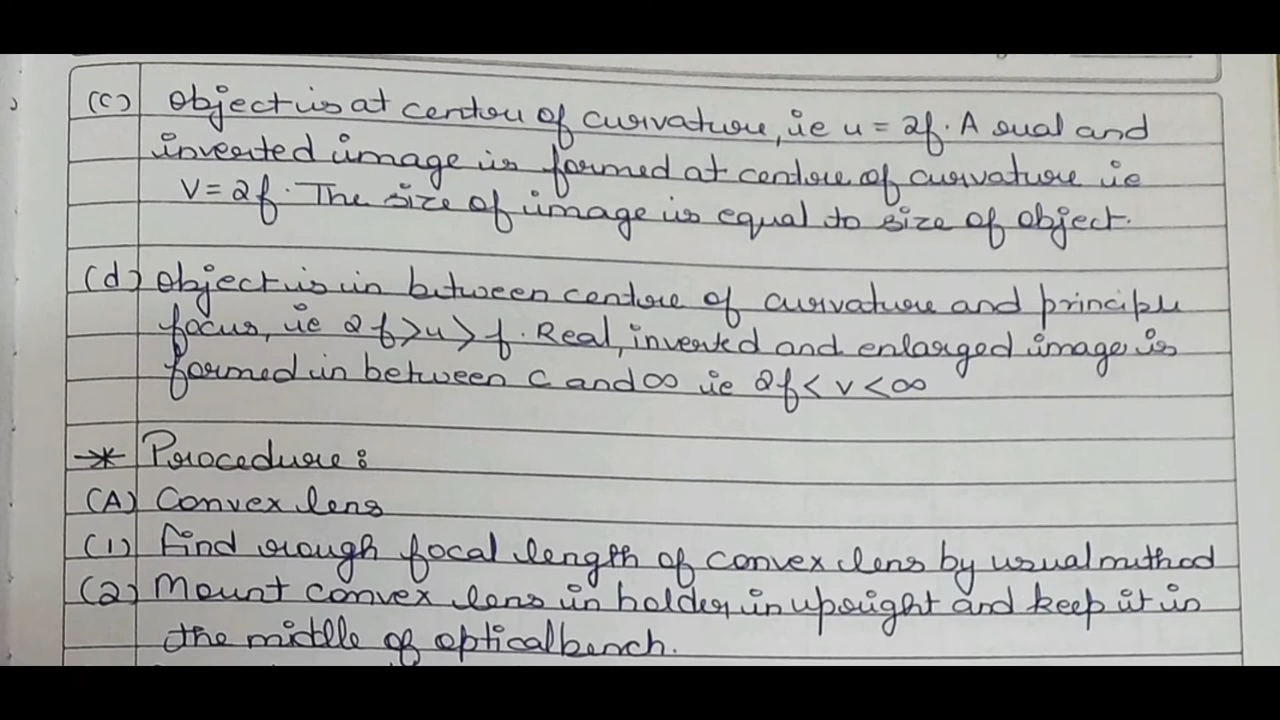 (c) Object is at centre of curvature, ie u = 2f. A real and
inverted image is formed at centre of curvature ie
V = 2f. The size of image is equal to size of object.
(d) Object is in between centre of curvature and principle
focus, ie 2f > u > f. Real, inverted and enlarged image is
formed in between C and ∞ ie 2f < v < ∞
* Procedure :
(A) Convex lens
(1) find rough focal length of convex lens by usual method
(2) Mount convex lens in holder, in upright and keep it in
the middle of optical bench.